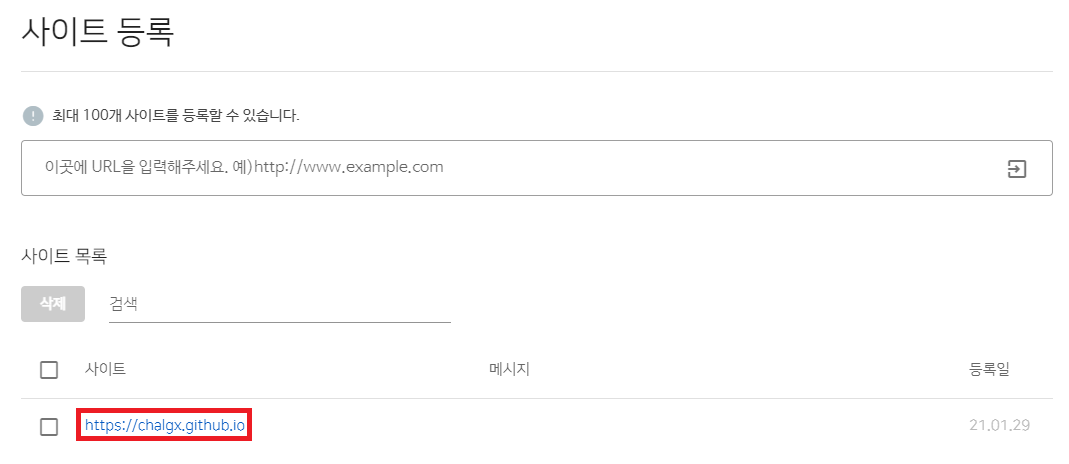 사이트 등록
! 최대 100개 사이트를 등록할 수 있습니다.
이곳에 URL을 입력해주세요. 예)http://www.example.com
사이트 목록
삭제 검색
사이트 메시지 등록일
https://chalgx.github.io 21.01.29